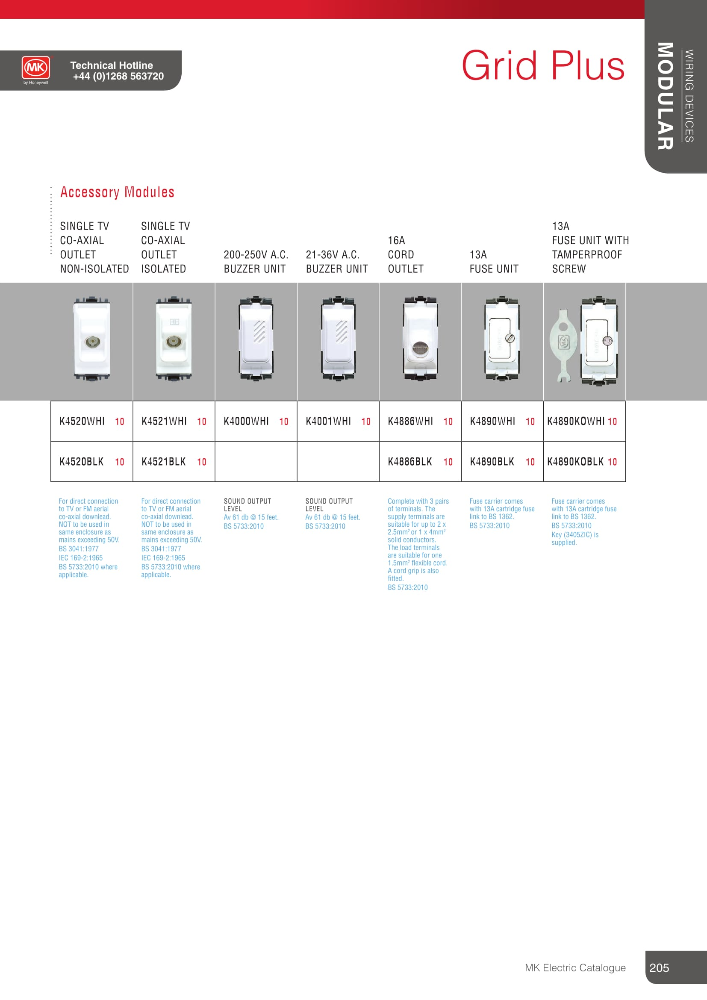 WIRING DEVICES
MODULAR
MK
by Honeywell
Technical Hotline
+44 (0)1268 563720
Grid Plus
Accessory Modules
SINGLE TV
CO-AXIAL
OUTLET
NON-ISOLATED
SINGLE TV
CO-AXIAL
OUTLET
ISOLATED
200-250V A.C.
BUZZER UNIT
21-36V A.C.
BUZZER UNIT
16A
CORD
OUTLET
13A
FUSE UNIT
13A
FUSE UNIT WITH
TAMPERPROOF
SCREW
MK
K4520WHI 10
K4521WHI 10
K4000WHI 10
K4001WHI 10
K4886WHI 10
K4890WHI 10
K4890KOWHI 10
K4520BLK 10
K4521BLK 10
K4886BLK 10
K4890BLK 10
K4890KOBLK 10
For direct connection
to TV or FM aerial
co-axial downlead.
NOT to be used in
same enclosure as
mains exceeding 50V.
BS 3041:1977
IEC 169-2:1965
BS 5733:2010 where
applicable.
For direct connection
to TV or FM aerial
co-axial downlead.
NOT to be used in
same enclosure as
mains exceeding 50V.
BS 3041:1977
IEC 169-2:1965
BS 5733:2010 where
applicable.
SOUND OUTPUT
LEVEL
Av 61 db @ 15 feet.
BS 5733:2010
SOUND OUTPUT
LEVEL
Av 61 db @ 15 feet.
BS 5733:2010
Complete with 3 pairs
of terminals. The
supply terminals are
suitable for up to 2 x
2.5mm² or 1 x 4mm²
solid conductors.
The load terminals
are suitable for one
1.5mm² flexible cord.
A cord grip is also
fitted.
BS 5733:2010
Fuse carrier comes
with 13A cartridge fuse
link to BS 1362.
BS 5733:2010
Fuse carrier comes
with 13A cartridge fuse
link to BS 1362.
BS 5733:2010
Key (3405ZIC) is
supplied.
MK Electric Catalogue
205